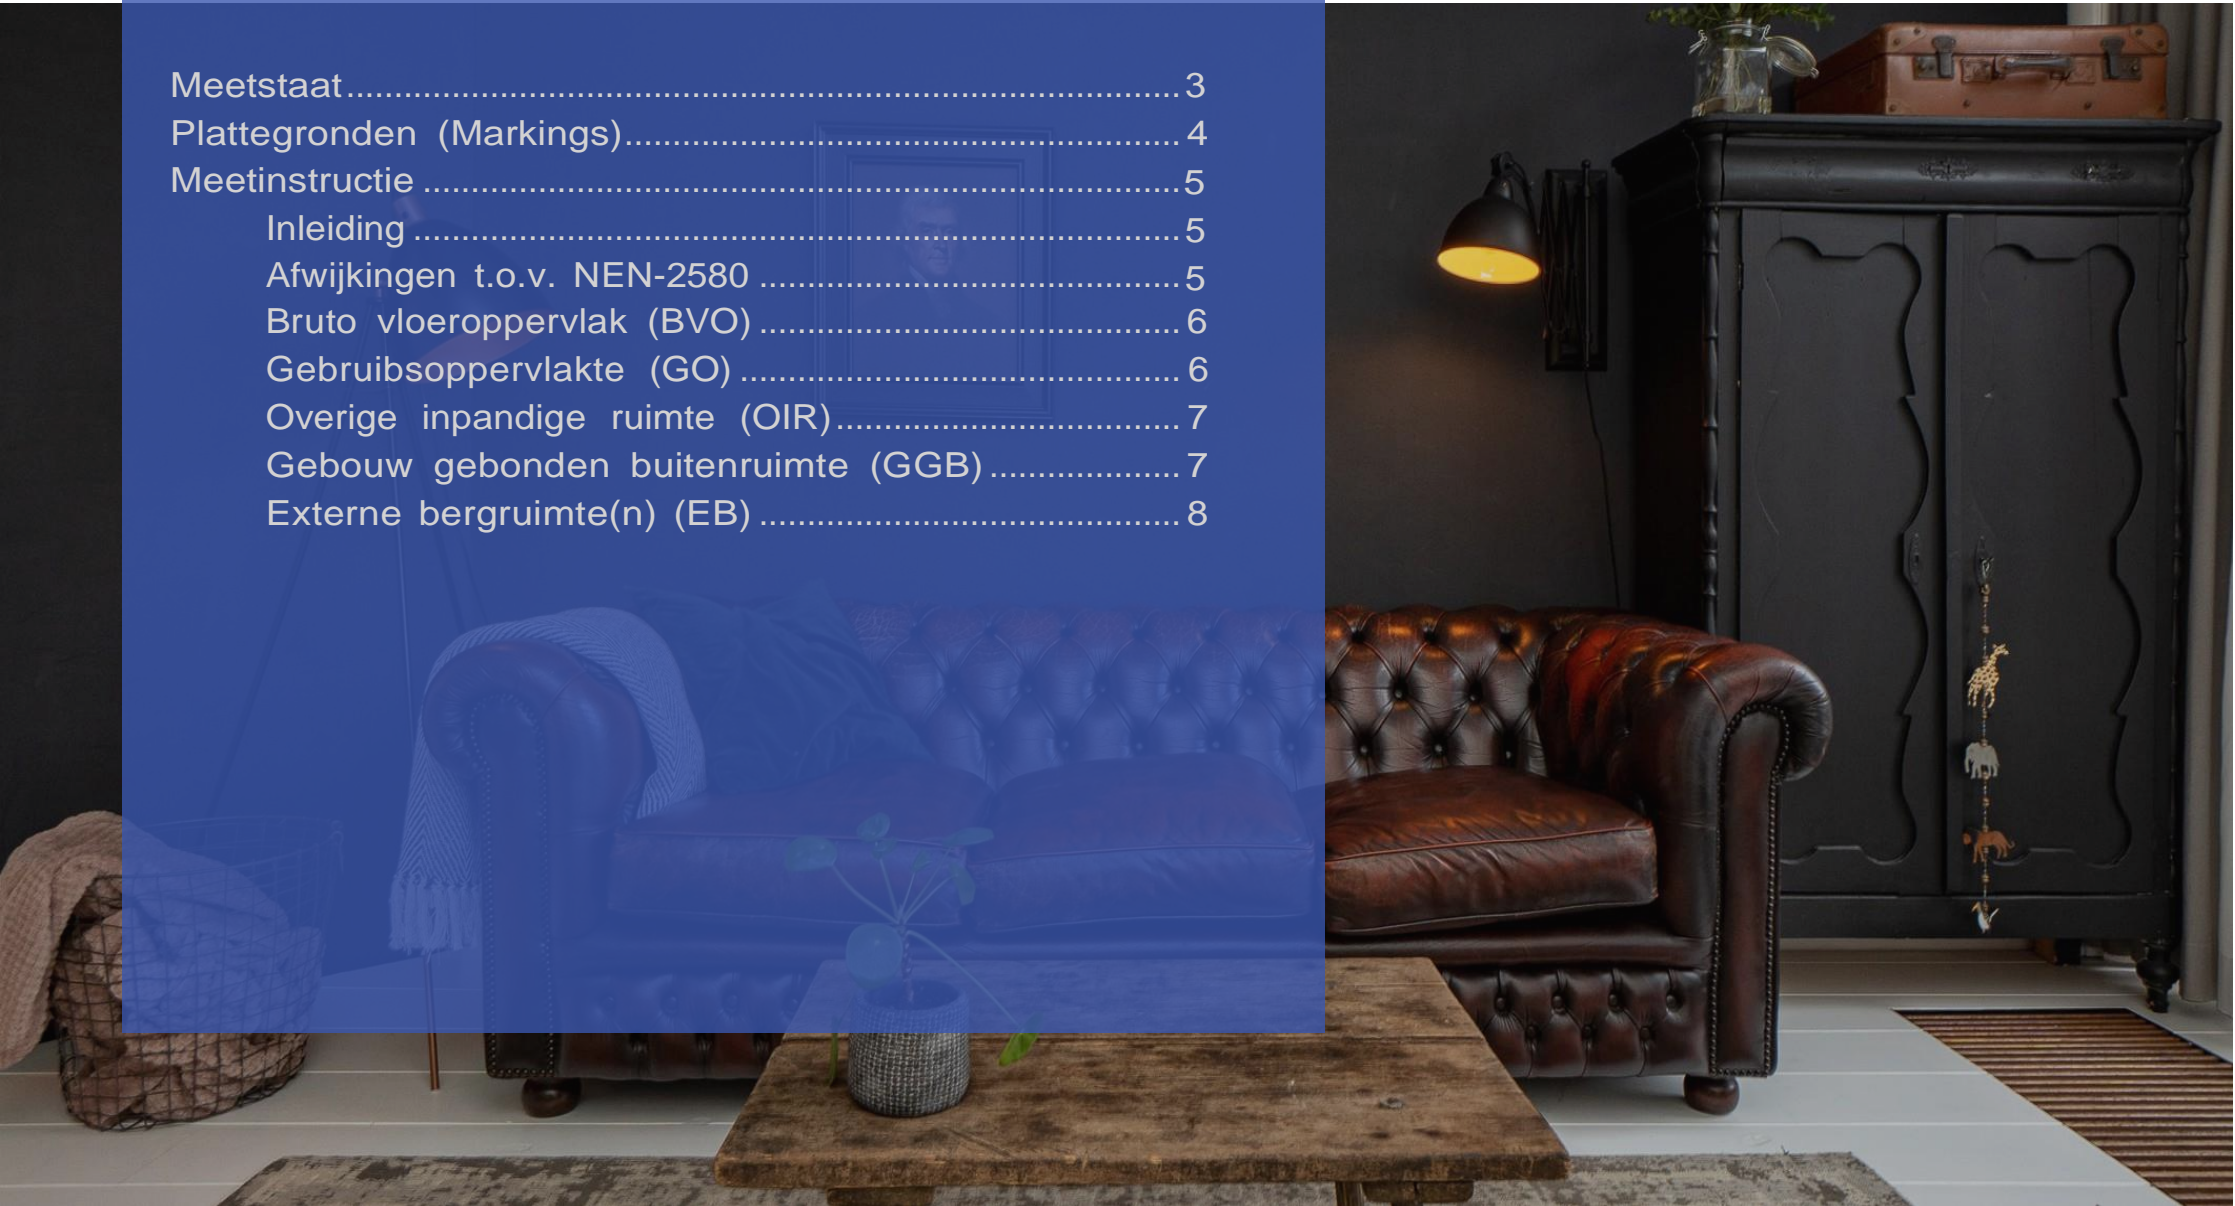 Meetstaat.......................................................................................3
Plattegronden (Markings)..........................................................4
Meetinstructie ...............................................................................5
Inleiding ................................................................................5
Afwijkingen t.o.v. NEN-2580 ............................................5
Bruto vloeroppervlak (BVO) ............................................6
Gebruibsoppervlakte (GO) ..............................................6
Overige inpandige ruimte (OIR)....................................7
Gebouw gebonden buitenruimte (GGB)....................7
Externe bergruimte(n) (EB) ............................................8